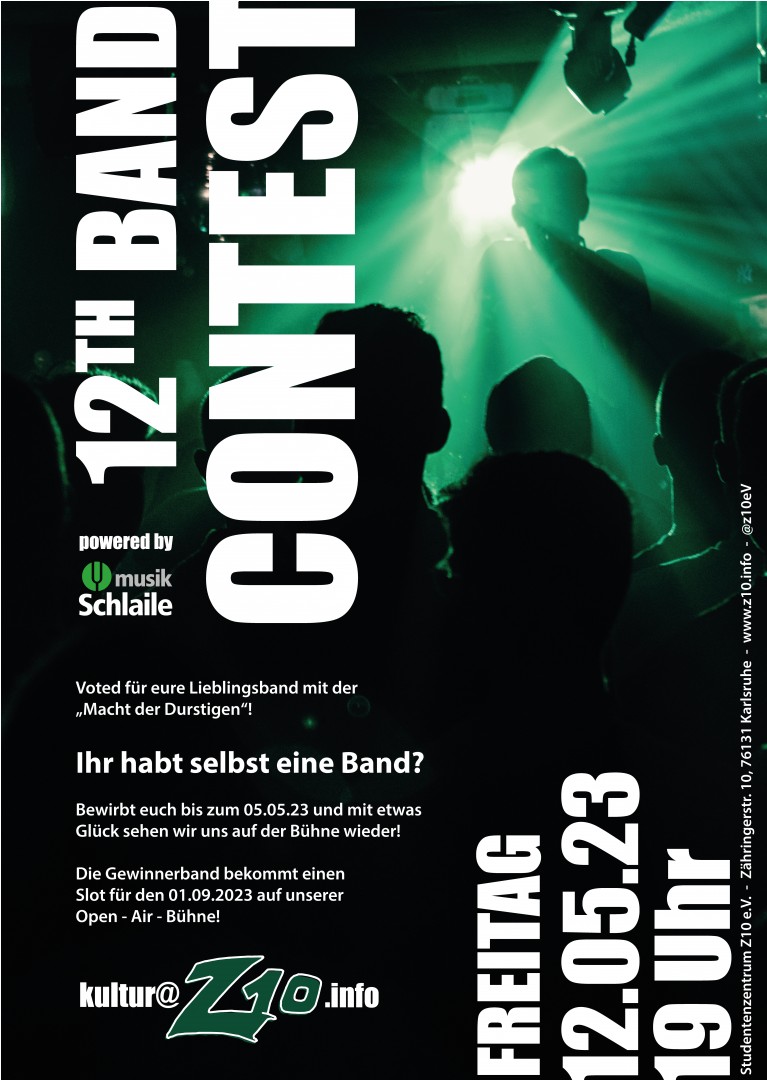 12TH BAND
CONTEST
powered by
musik
Schlaile
Voted für eure Lieblingsband mit der
„Macht der Durstigen“!
Ihr habt selbst eine Band?
Bewirbt euch bis zum 05.05.23 und mit etwas
Glück sehen wir uns auf der Bühne wieder!
Die Gewinnerband bekommt einen
Slot für den 01.09.2023 auf unserer
Open - Air - Bühne!
kultur@Z10.info
FREITAG
12.05.23
19 Uhr
Studentenzentrum Z10 e.V. - Zähringerstr. 10, 76131 Karlsruhe - www.z10.info - @z10eV